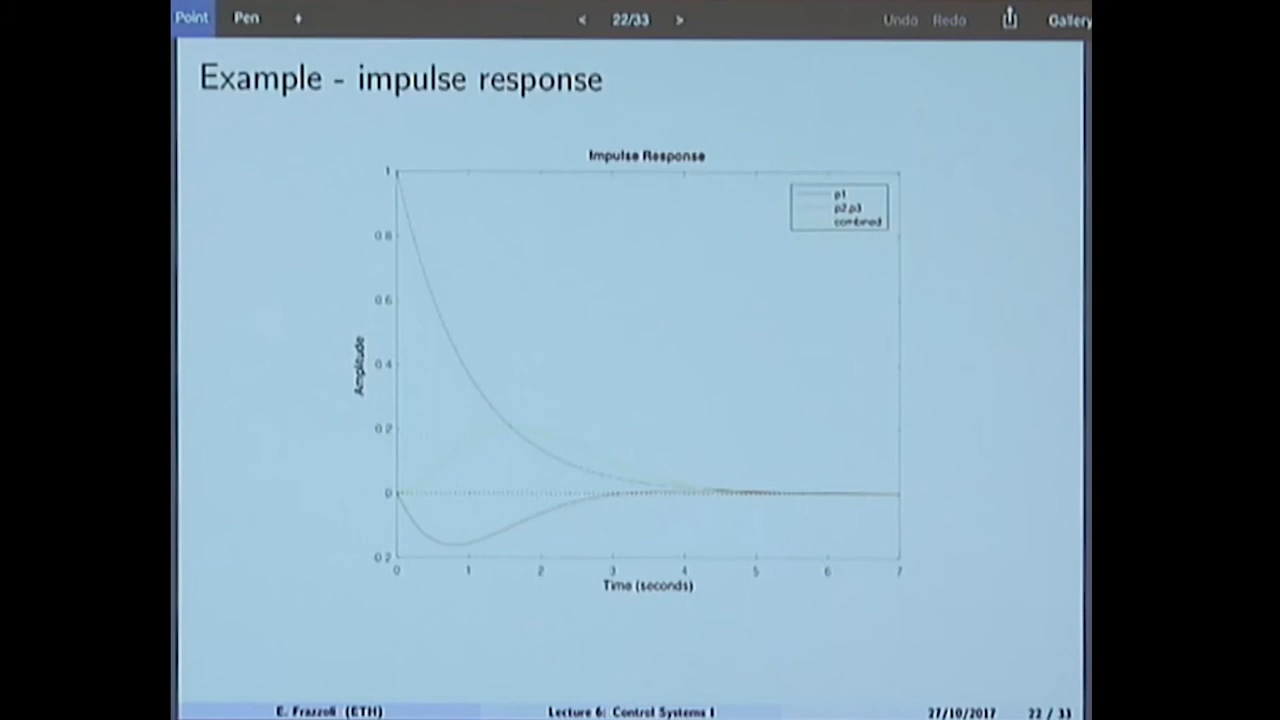 Point Pen + < 22/33 > Undo Redo Gallery
Example - impulse response
Impulse Response
1
p1
p2,p3
combined
0.8
0.6
0.4
0.2
0
0.2
Amplitude
0 1 2 3 4 5 6 7
Time (seconds)
E. Frazzoli (ETH) Lecture 6: Control Systems I 27/10/2017 22 / 33